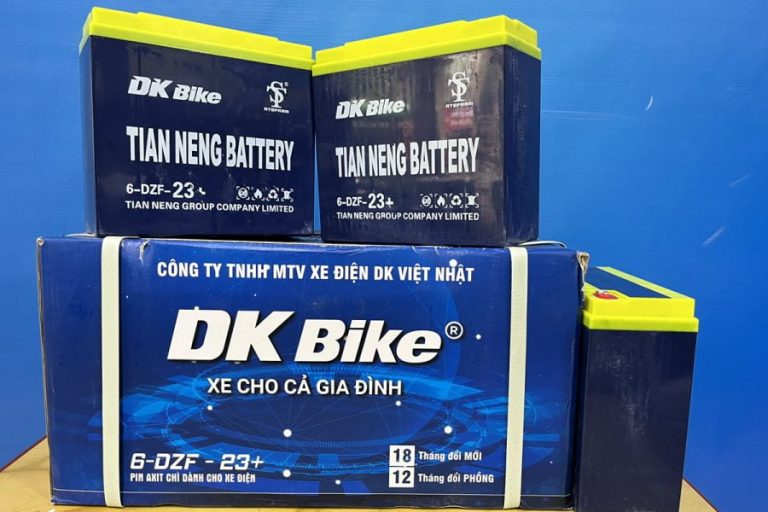 DK Bike
TS®
TIAN NENG BATTERY
6-DZF-23
TIAN NENG GROUP COMPANY LIMITED
DK Bike
TIAN NENG BATTERY
6-DZF-23+
TIAN NENG GROUP COMPANY LIMITED
CÔNG TY TNHH MTV XE ĐIỆN DK VIỆT NHẬT
DK Bike®
XE CHO CẢ GIA ĐÌNH
6-DZF - 23+
PIN AXIT CHỈ DÀNH CHO XE ĐIỆN
18 Tháng đổi MỚI
12 Tháng đổi PHỒNG